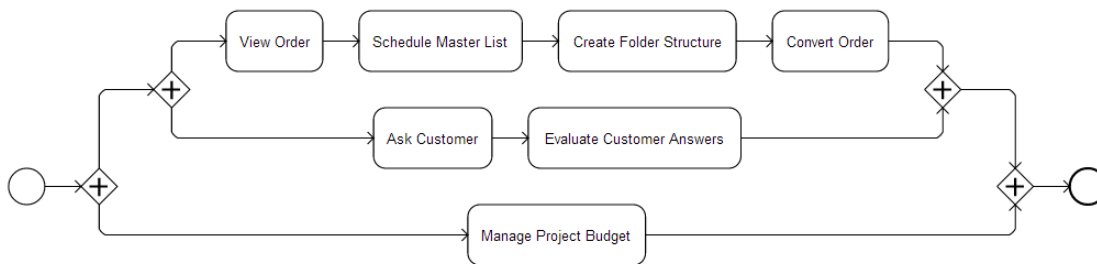 View Order
Schedule Master List
Create Folder Structure
Convert Order
Ask Customer
Evaluate Customer Answers
Manage Project Budget